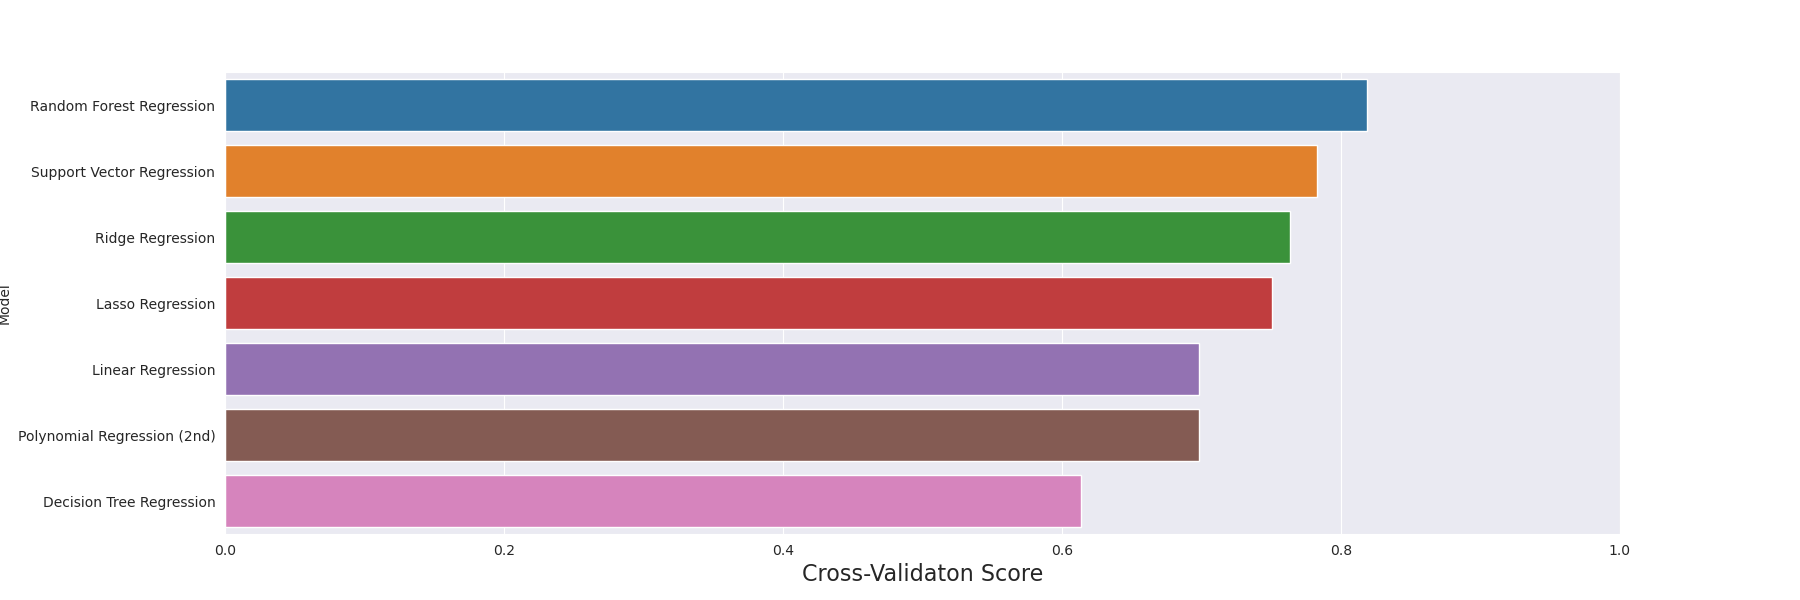 Random Forest Regression
Support Vector Regression
Ridge Regression
Lasso Regression
Linear Regression
Polynomial Regression (2nd)
Decision Tree Regression
Model
0.0 0.2 0.4 0.6 0.8 1.0
Cross-Validaton Score